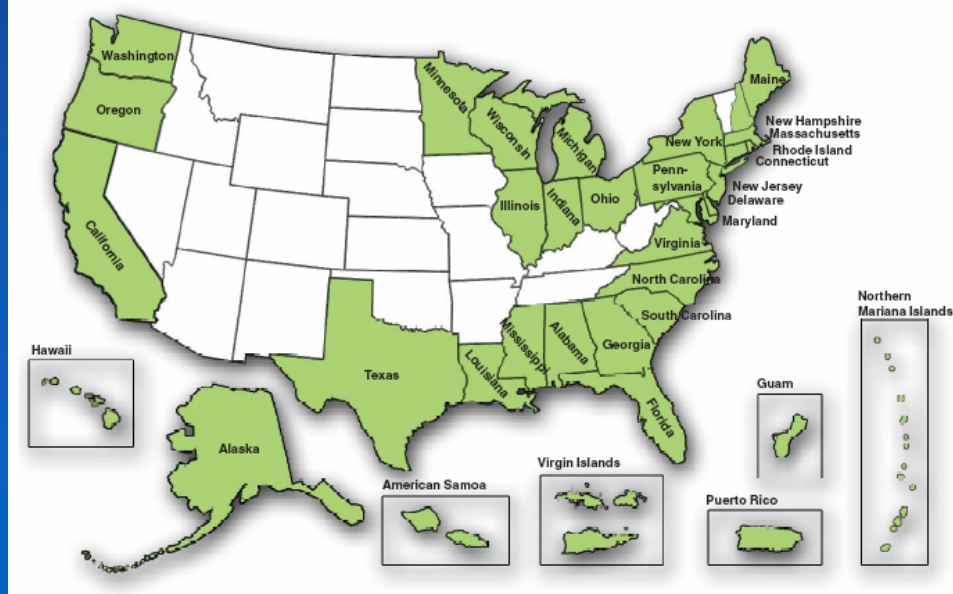 Washington
Oregon
California
Minnesota
Wisconsin
Michigan
Illinois
Indiana
Ohio
Penn-
sylvania
New York
Maine
New Hampshire
Massachusetts
Rhode Island
Connecticut
New Jersey
Delaware
Maryland
Virginia
North Carolina
South Carolina
Georgia
Florida
Alabama
Mississippi
Louisiana
Texas
Hawaii
Alaska
American Samoa
Virgin Islands
Puerto Rico
Guam
Northern
Mariana Islands